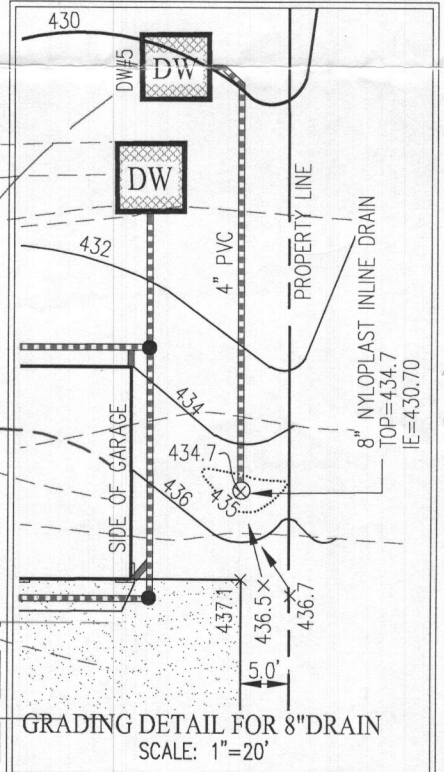 430
DW#5
DW
DW
432
4" PVC
PROPERTY LINE
8" NYLOPLAST INLINE DRAIN
TOP=434.7
IE=430.70
434
SIDE OF GARAGE
434.7
435
436
437.1
436.5
436.7
5.0'
GRADING DETAIL FOR 8"DRAIN
SCALE: 1"=20'